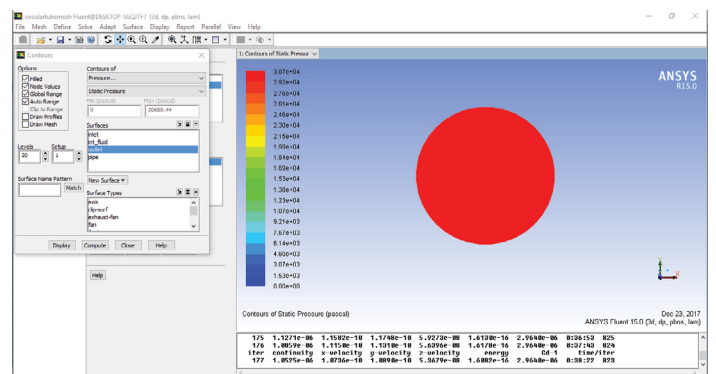 circulartubemesh Fluent@DESKTOP-5GQJTF7 [3d, dp, pbns, lam]
File Mesh Define Solve Adapt Surface Display Report Parallel View Help
Contours
1: Contours of Static Pressur
Options
Filled
Node Values
Global Range
Auto Range
Clip to Range
Draw Profiles
Draw Mesh
Contours of
Pressure...
Static Pressure
Min (pascal) Max (pascal)
0 30689.44
Surfaces
inlet
int_fluid
outlet
pipe
Levels Setup
20 1
Surface Name Pattern
Match
New Surface
Surface Types
axis
clip-surf
exhaust-fan
fan
Display Compute Close Help
Help
3.07e+04
2.92e+04
2.76e+04
2.61e+04
2.46e+04
2.30e+04
2.15e+04
1.99e+04
1.84e+04
1.69e+04
1.53e+04
1.38e+04
1.23e+04
1.07e+04
9.21e+03
7.67e+03
6.14e+03
4.60e+03
3.07e+03
1.53e+03
0.00e+00
ANSYS
R15.0
X
Contours of Static Pressure (pascal)
Dec 23, 2017
ANSYS Fluent 15.0 (3d, dp, pbns, lam)
175 1.1271e-06 1.1582e-10 1.1748e-10 5.9273e-08 1.6130e-16 2.9640e-06 0:36:53 825
176 1.0859e-06 1.1150e-10 1.1310e-10 5.6396e-08 1.6170e-16 2.9640e-06 0:37:43 824
iter continuity x-velocity y-velocity z-velocity energy Cd-1 time/iter
177 1.0525e-06 1.0736e-10 1.0890e-10 5.3679e-08 1.6082e-16 2.9640e-06 0:38:22 823